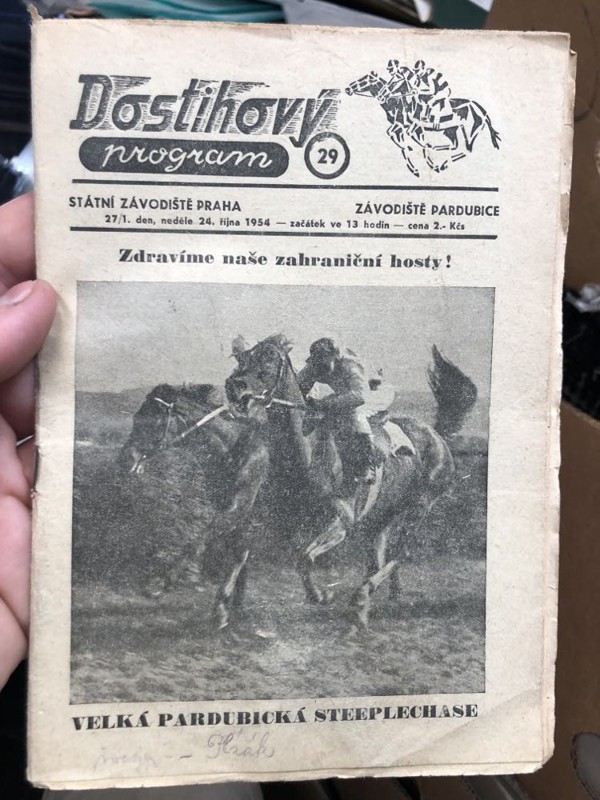 Dostihový
program 29
STÁTNÍ ZÁVODIŠTĚ PRAHA ZÁVODIŠTĚ PARDUBICE
27/1. den, neděle 24. října 1954 — začátek ve 13 hodin — cena 2.- Kčs
Zdravíme naše zahraniční hosty!
VELKÁ PARDUBICKÁ STEEPLECHASE